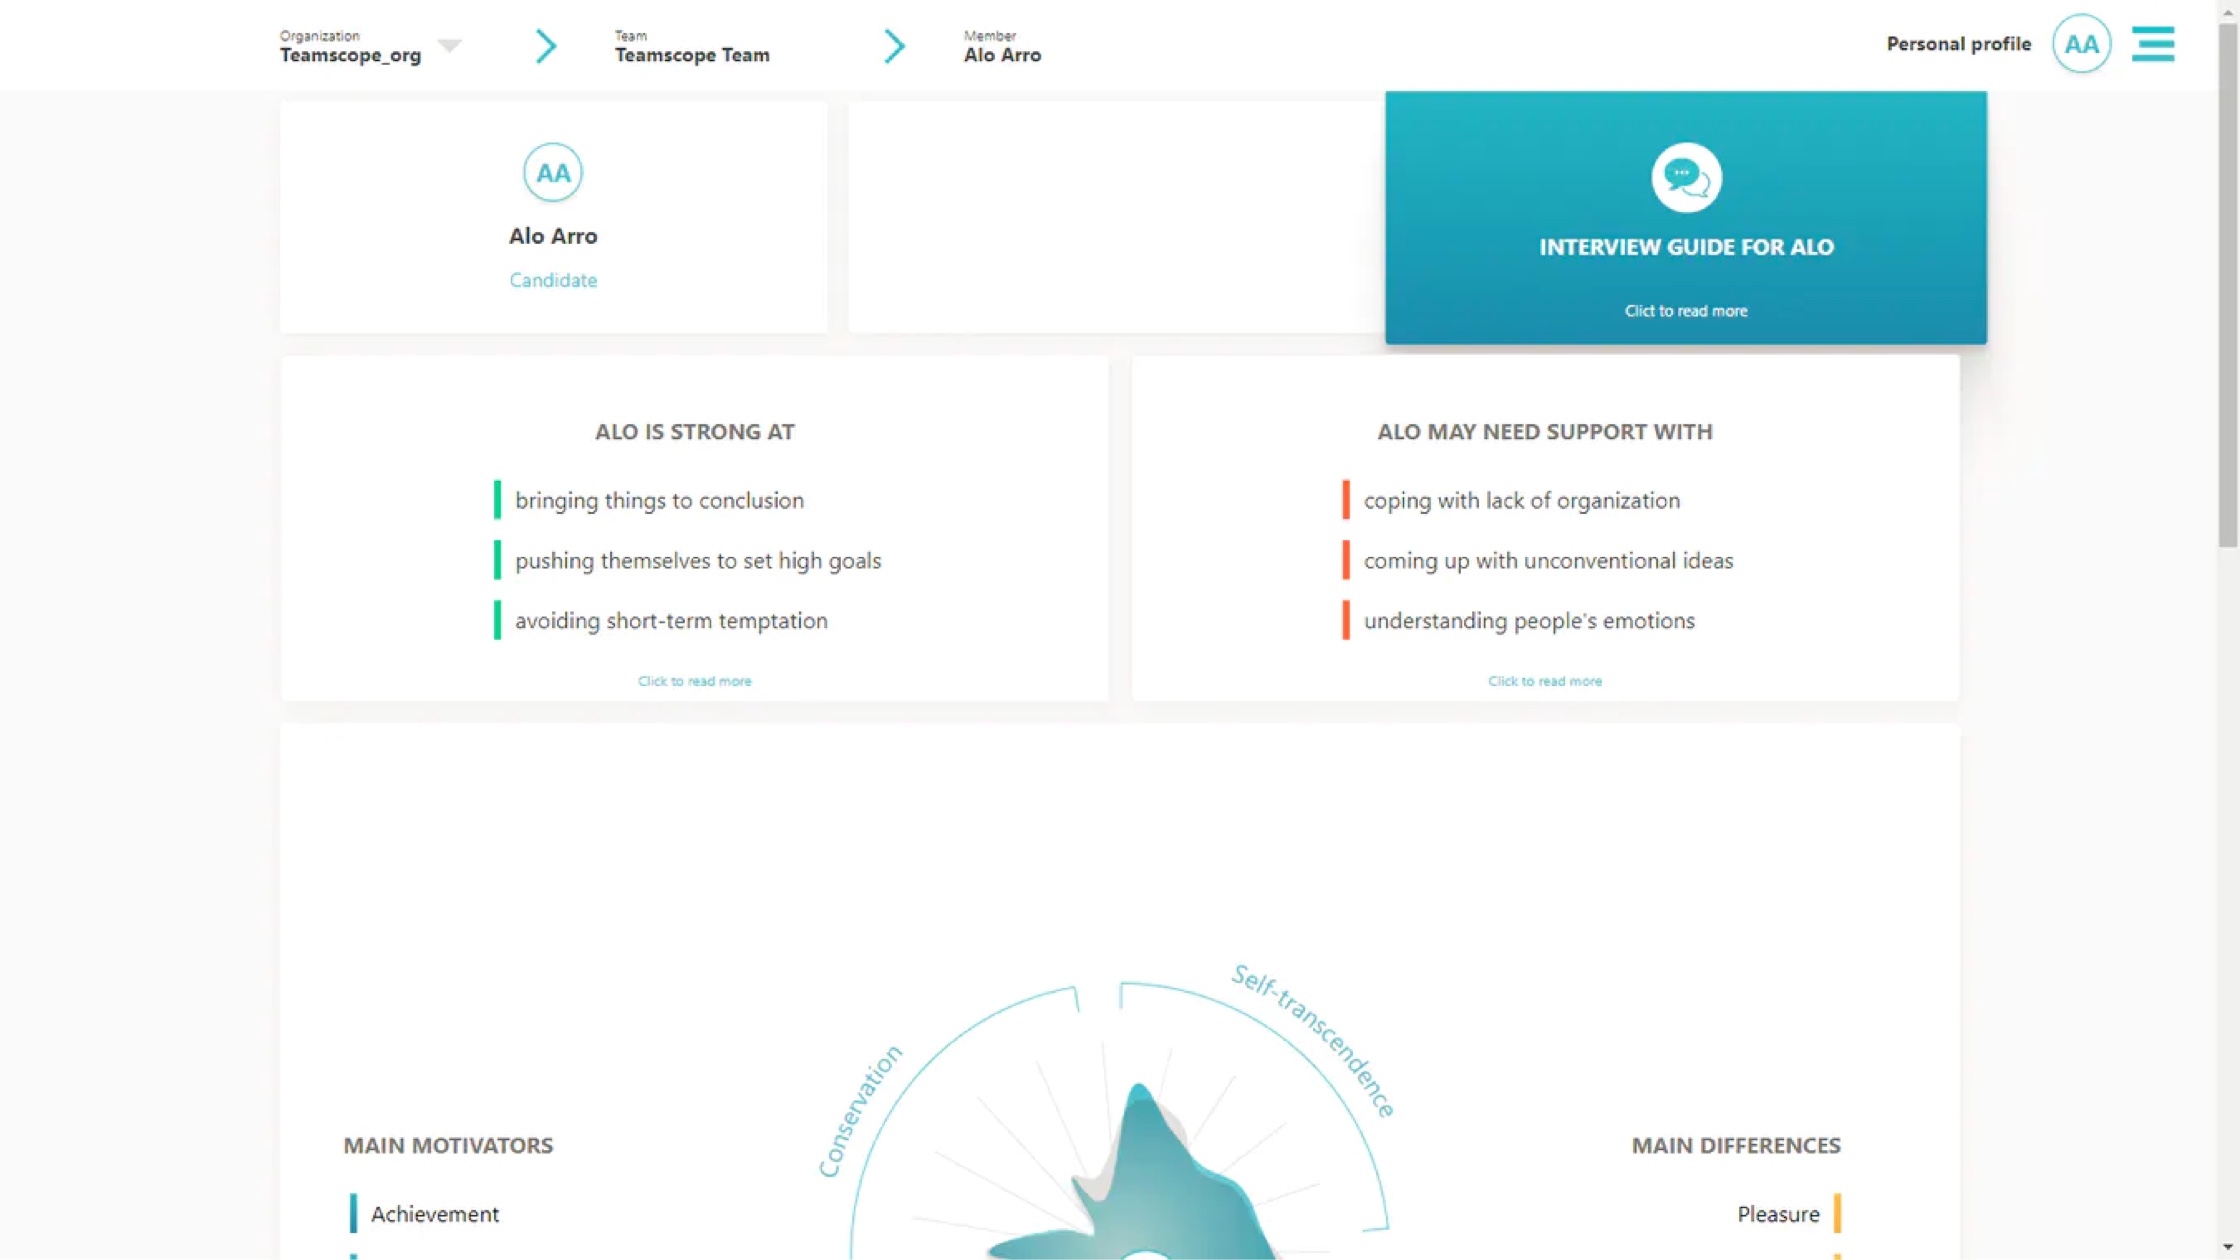 Organization
Teamscope_org
Team
Teamscope Team
Member
Alo Arro
Personal profile
AA
AA
Alo Arro
Candidate
INTERVIEW GUIDE FOR ALO
Clict to read more
ALO IS STRONG AT
bringing things to conclusion
pushing themselves to set high goals
avoiding short-term temptation
Click to read more
ALO MAY NEED SUPPORT WITH
coping with lack of organization
coming up with unconventional ideas
understanding people's emotions
Click to read more
Conservation
Self-transcendence
MAIN MOTIVATORS
Achievement
MAIN DIFFERENCES
Pleasure